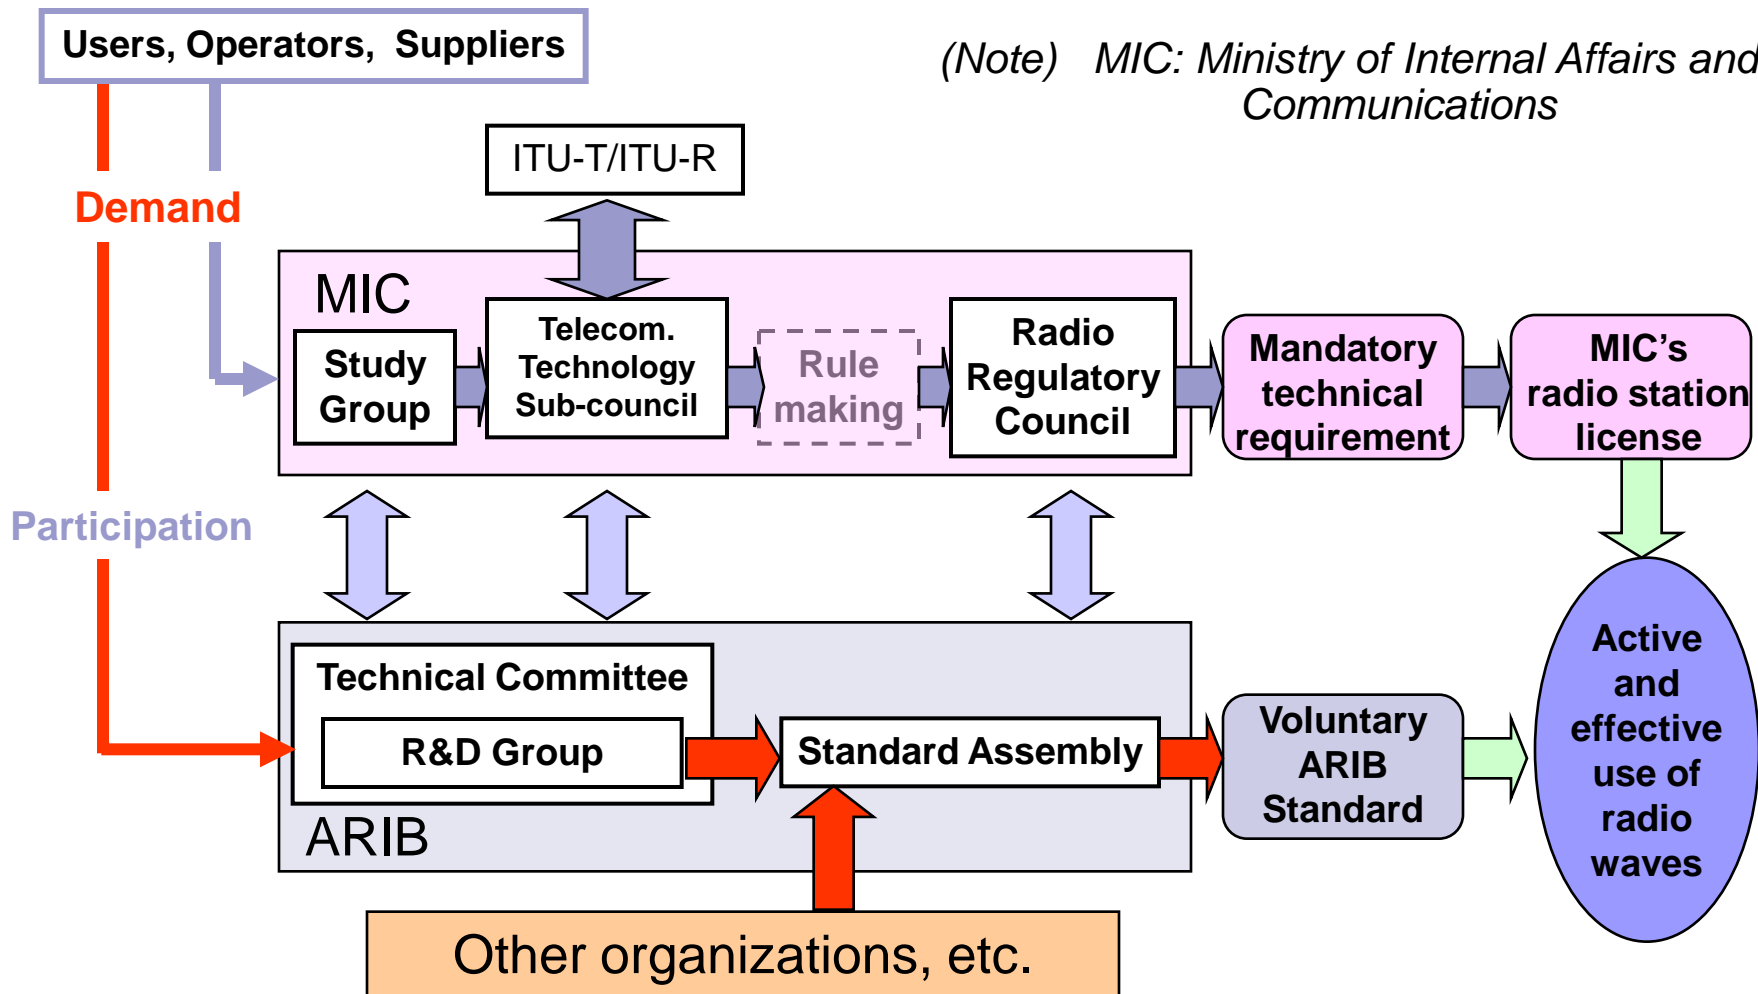 Users, Operators, Suppliers
(Note) MIC: Ministry of Internal Affairs and
Communications
ITU-T/ITU-R
Demand
MIC
Study
Group
Telecom.
Technology
Sub-council
Rule
making
Radio
Regulatory
Council
Mandatory
technical
requirement
MIC's
radio station
license
Participation
Technical Committee
R&D Group
Standard Assembly
ARIB
Voluntary
ARIB
Standard
Active
and
effective
use of
radio
waves
Other organizations, etc.